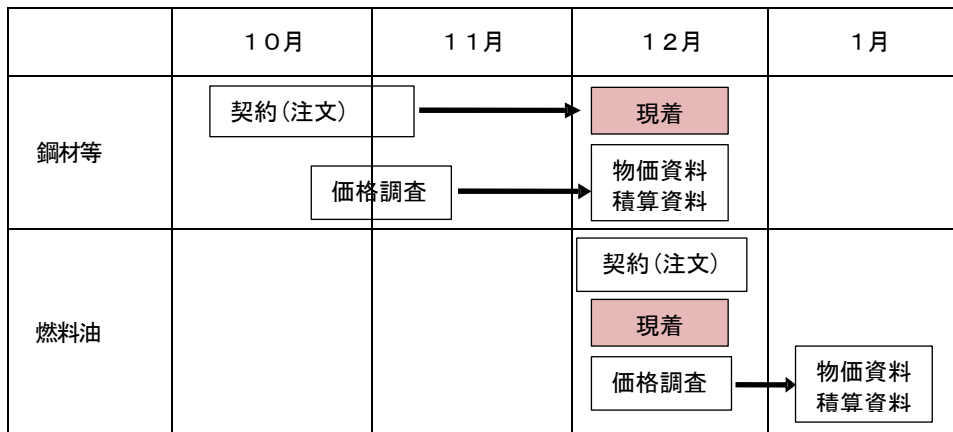 １０月 １１月 １２月 １月
鋼材等
契約（注文） 現着
価格調査 物価資料
積算資料
燃料油
契約（注文）
現着
価格調査 物価資料
積算資料